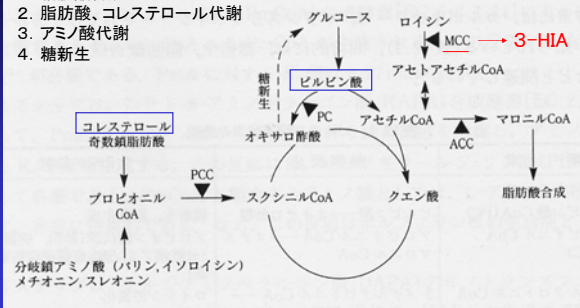 2. 脂肪酸、コレステロール代謝
3. アミノ酸代謝
4. 糖新生
グルコース
ロイシン
MCC
3-HIA
糖新生
ピルビン酸
アセトアセチルCoA
PC
アセチルCoA
マロニルCoA
オキサロ酢酸
ACC
コレステロール
奇数鎖脂肪酸
PCC
プロピオニル
CoA
スクシニルCoA
クエン酸
脂肪酸合成
分岐鎖アミノ酸（バリン，イソロイシン）
メチオニン，スレオニン